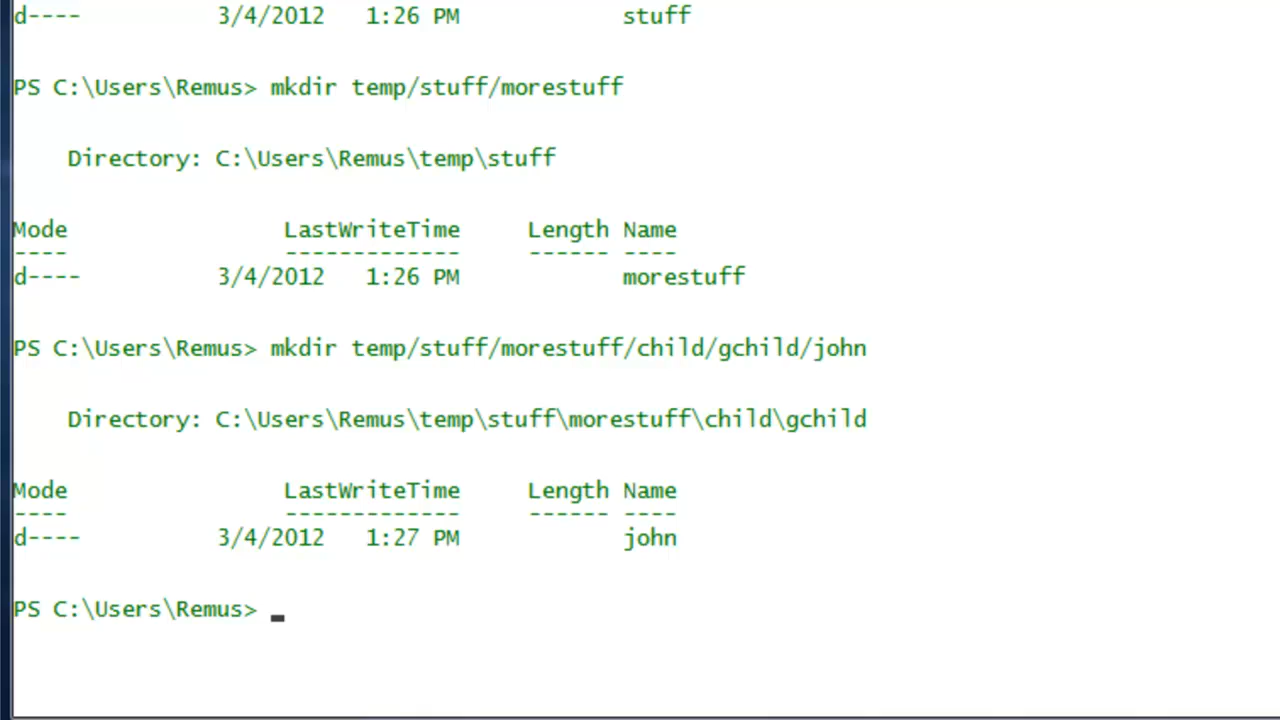 d----          3/4/2012   1:26 PM            stuff
PS C:\Users\Remus> mkdir temp/stuff/morestuff
    Directory: C:\Users\Remus\temp\stuff
Mode                LastWriteTime     Length Name
----                -------------     ------ ----
d----          3/4/2012   1:26 PM            morestuff
PS C:\Users\Remus> mkdir temp/stuff/morestuff/child/gchild/john
    Directory: C:\Users\Remus\temp\stuff\morestuff\child\gchild
Mode                LastWriteTime     Length Name
----                -------------     ------ ----
d----          3/4/2012   1:27 PM            john
PS C:\Users\Remus> _